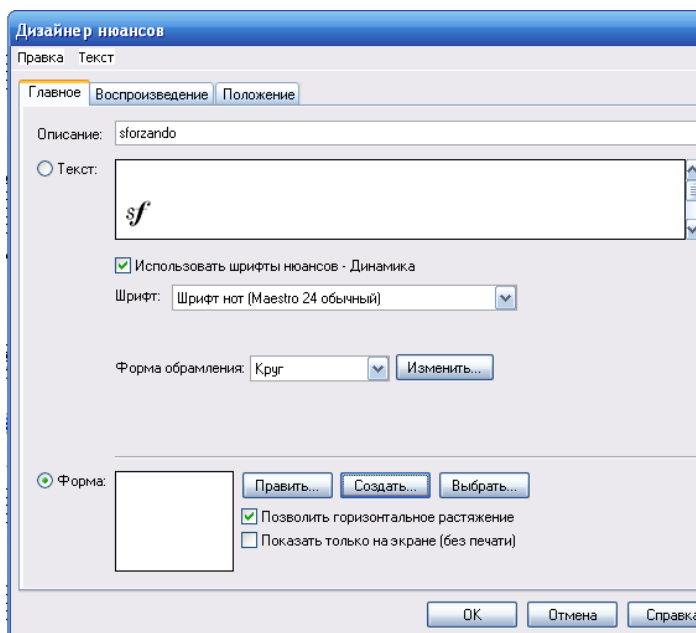 Дизайнер нюансов
Правка Текст
Главное Воспроизведение Положение
Описание: sforzando
Текст:
sf
Использовать шрифты нюансов - Динамика
Шрифт: Шрифт нот (Maestro 24 обычный)
Форма обрамления: Круг Изменить...
Форма: Править... Создать... Выбрать...
Позволить горизонтальное растяжение
Показать только на экране (без печати)
OK Отмена Справка